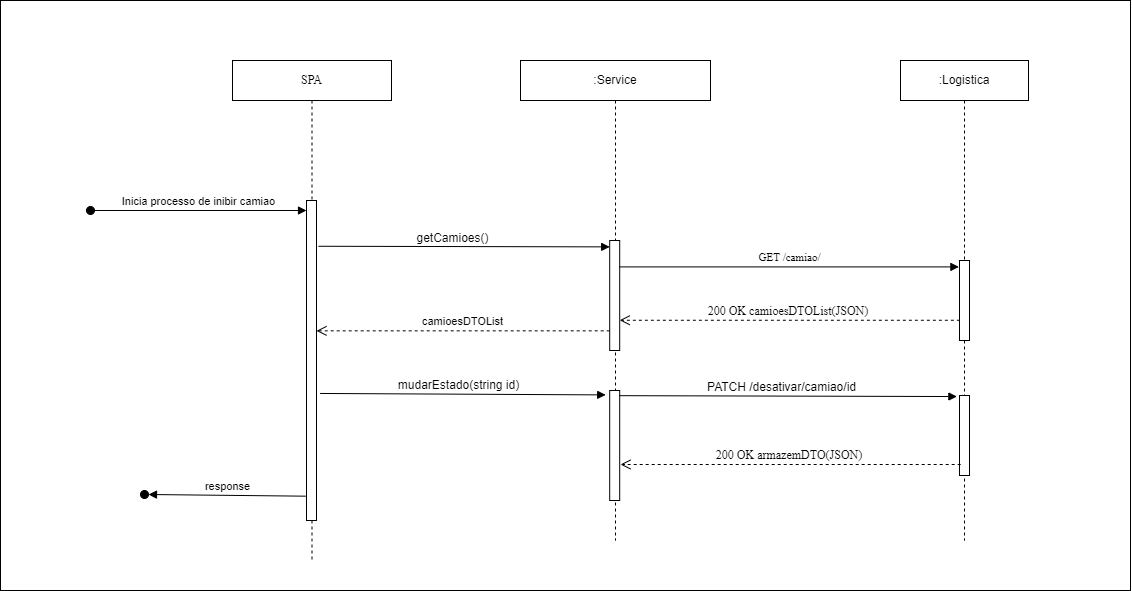 SPA
:Service
:Logistica
Inicia processo de inibir camiao
getCamioes()
GET /camiao/
200 OK camioesDTOList(JSON)
camioesDTOList
mudarEstado(string id)
PATCH /desativar/camiao/id
200 OK armazemDTO(JSON)
response